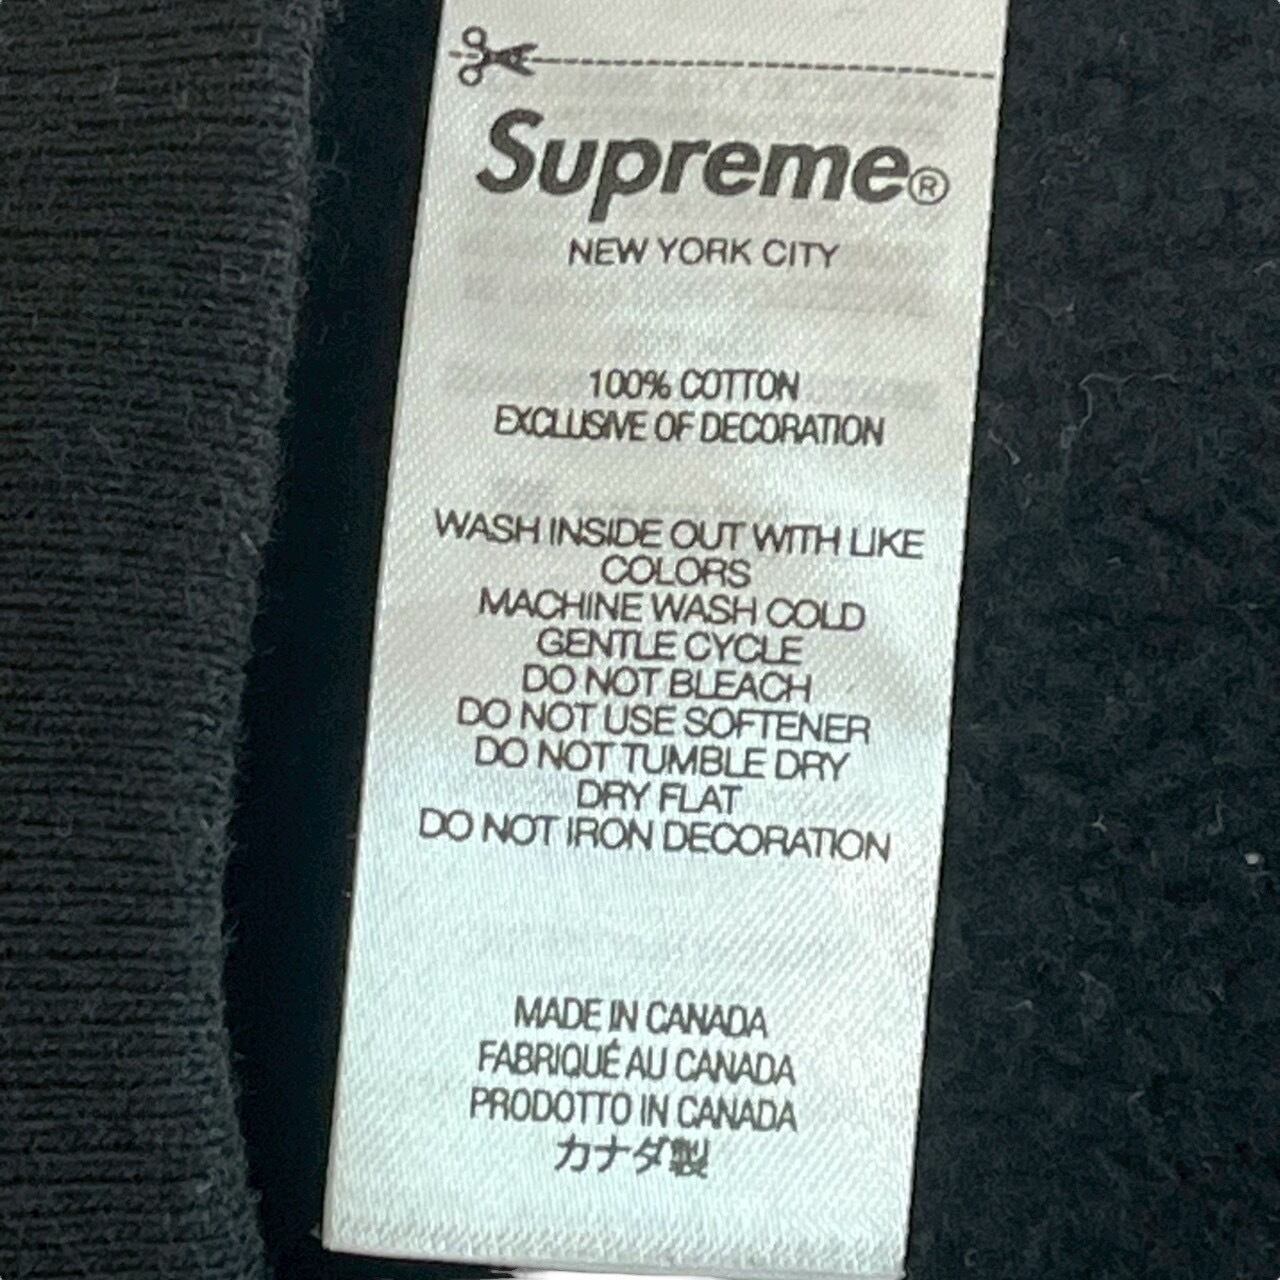 Supreme®
NEW YORK CITY
100% COTTON
EXCLUSIVE OF DECORATION
WASH INSIDE OUT WITH LIKE
COLORS
MACHINE WASH COLD
GENTLE CYCLE
DO NOT BLEACH
DO NOT USE SOFTENER
DO NOT TUMBLE DRY
DRY FLAT
DO NOT IRON DECORATION
MADE IN CANADA
FABRIQUÉ AU CANADA
PRODOTTO IN CANADA
カナダ製